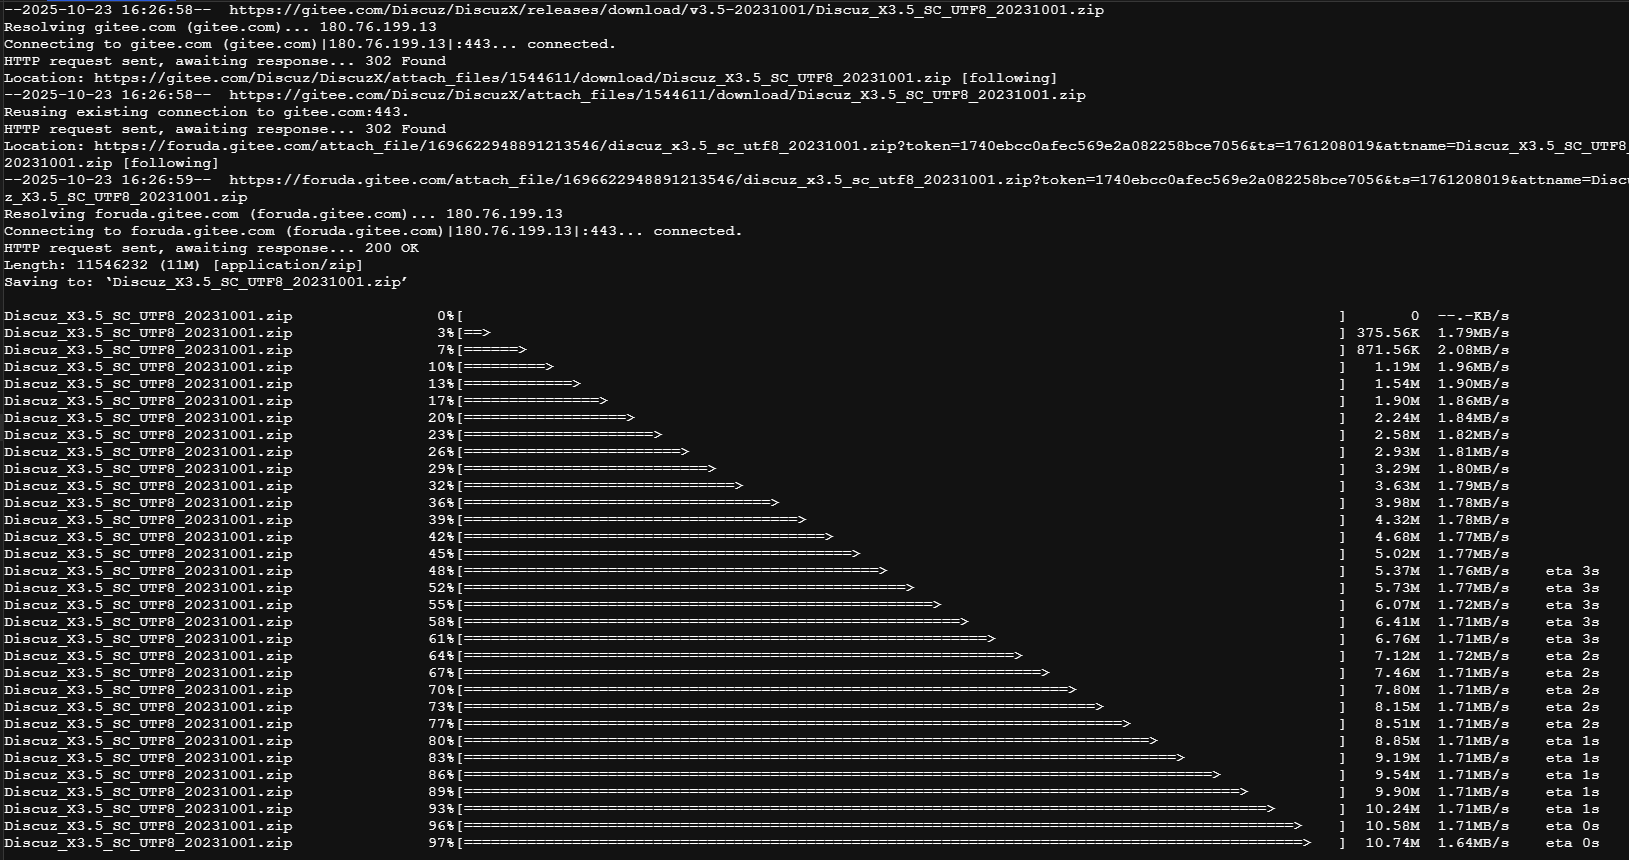 --2025-10-23 16:26:58--  https://gitee.com/Discuz/DiscuzX/releases/download/v3.5-20231001/Discuz_X3.5_SC_UTF8_20231001.zip
Resolving gitee.com (gitee.com)... 180.76.199.13
Connecting to gitee.com (gitee.com)|180.76.199.13|:443... connected.
HTTP request sent, awaiting response... 302 Found
Location: https://gitee.com/Discuz/DiscuzX/attach_files/1544611/download/Discuz_X3.5_SC_UTF8_20231001.zip [following]
--2025-10-23 16:26:58--  https://gitee.com/Discuz/DiscuzX/attach_files/1544611/download/Discuz_X3.5_SC_UTF8_20231001.zip
Reusing existing connection to gitee.com:443.
HTTP request sent, awaiting response... 302 Found
Location: https://foruda.gitee.com/attach_file/1696622948891213546/discuz_x3.5_sc_utf8_20231001.zip?token=1740ebcc0afec569e2a082258bce7056&ts=1761208019&attname=Discuz_X3.5_SC_UTF8_
20231001.zip [following]
--2025-10-23 16:26:59--  https://foruda.gitee.com/attach_file/1696622948891213546/discuz_x3.5_sc_utf8_20231001.zip?token=1740ebcc0afec569e2a082258bce7056&ts=1761208019&attname=Discu
z_X3.5_SC_UTF8_20231001.zip
Resolving foruda.gitee.com (foruda.gitee.com)... 180.76.199.13
Connecting to foruda.gitee.com (foruda.gitee.com)|180.76.199.13|:443... connected.
HTTP request sent, awaiting response... 200 OK
Length: 11546232 (11M) [application/zip]
Saving to: ‘Discuz_X3.5_SC_UTF8_20231001.zip’
Discuz_X3.5_SC_UTF8_20231001.zip 0%[ ] 0 --.-KB/s
Discuz_X3.5_SC_UTF8_20231001.zip 3%[==> ] 375.56K 1.79MB/s
Discuz_X3.5_SC_UTF8_20231001.zip 7%[======> ] 871.56K 2.08MB/s
Discuz_X3.5_SC_UTF8_20231001.zip 10%[=========> ] 1.19M 1.96MB/s
Discuz_X3.5_SC_UTF8_20231001.zip 13%[============> ] 1.54M 1.90MB/s
Discuz_X3.5_SC_UTF8_20231001.zip 17%[===============> ] 1.90M 1.86MB/s
Discuz_X3.5_SC_UTF8_20231001.zip 20%[==================> ] 2.24M 1.84MB/s
Discuz_X3.5_SC_UTF8_20231001.zip 23%[=====================> ] 2.58M 1.82MB/s
Discuz_X3.5_SC_UTF8_20231001.zip 26%[========================> ] 2.93M 1.81MB/s
Discuz_X3.5_SC_UTF8_20231001.zip 29%[===========================> ] 3.29M 1.80MB/s
Discuz_X3.5_SC_UTF8_20231001.zip 32%[==============================> ] 3.63M 1.79MB/s
Discuz_X3.5_SC_UTF8_20231001.zip 36%[==================================> ] 3.98M 1.78MB/s
Discuz_X3.5_SC_UTF8_20231001.zip 39%[=====================================> ] 4.32M 1.78MB/s
Discuz_X3.5_SC_UTF8_20231001.zip 42%[========================================> ] 4.68M 1.77MB/s
Discuz_X3.5_SC_UTF8_20231001.zip 45%[===========================================> ] 5.02M 1.77MB/s
Discuz_X3.5_SC_UTF8_20231001.zip 48%[==============================================> ] 5.37M 1.76MB/s eta 3s
Discuz_X3.5_SC_UTF8_20231001.zip 52%[=================================================> ] 5.73M 1.77MB/s eta 3s
Discuz_X3.5_SC_UTF8_20231001.zip 55%[====================================================> ] 6.07M 1.72MB/s eta 3s
Discuz_X3.5_SC_UTF8_20231001.zip 58%[=======================================================> ] 6.41M 1.71MB/s eta 3s
Discuz_X3.5_SC_UTF8_20231001.zip 61%[==========================================================> ] 6.76M 1.71MB/s eta 3s
Discuz_X3.5_SC_UTF8_20231001.zip 64%[=============================================================> ] 7.12M 1.72MB/s eta 2s
Discuz_X3.5_SC_UTF8_20231001.zip 67%[================================================================> ] 7.46M 1.71MB/s eta 2s
Discuz_X3.5_SC_UTF8_20231001.zip 70%[===================================================================> ] 7.80M 1.71MB/s eta 2s
Discuz_X3.5_SC_UTF8_20231001.zip 73%[======================================================================> ] 8.15M 1.71MB/s eta 2s
Discuz_X3.5_SC_UTF8_20231001.zip 77%[=========================================================================> ] 8.51M 1.71MB/s eta 2s
Discuz_X3.5_SC_UTF8_20231001.zip 80%[============================================================================> ] 8.85M 1.71MB/s eta 1s
Discuz_X3.5_SC_UTF8_20231001.zip 83%[===============================================================================> ] 9.19M 1.71MB/s eta 1s
Discuz_X3.5_SC_UTF8_20231001.zip 86%[===================================================================================> ] 9.54M 1.71MB/s eta 1s
Discuz_X3.5_SC_UTF8_20231001.zip 89%[======================================================================================> ] 9.90M 1.71MB/s eta 1s
Discuz_X3.5_SC_UTF8_20231001.zip 93%[=========================================================================================> ] 10.24M 1.71MB/s eta 1s
Discuz_X3.5_SC_UTF8_20231001.zip 96%[============================================================================================> ] 10.58M 1.71MB/s eta 0s
Discuz_X3.5_SC_UTF8_20231001.zip 97%[=============================================================================================> ] 10.74M 1.64MB/s eta 0s